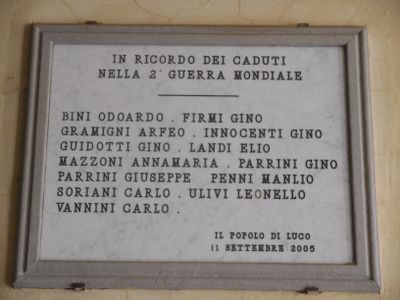 IN RICORDO DEI CADUTI
NELLA 2° GUERRA MONDIALE
BINI ODOARDO . FIRMI GINO
GRAMIGNI ARFEO . INNOCENTI GINO
GUIDOTTI GINO . LANDI ELIO
MAZZONI ANNAMARIA . PARRINI GINO
PARRINI GIUSEPPE PENNI MANLIO
SORIANI CARLO . ULIVI LEONELLO
VANNINI CARLO .
IL POPOLO DI LUCO
11 SETTEMBRE 2005